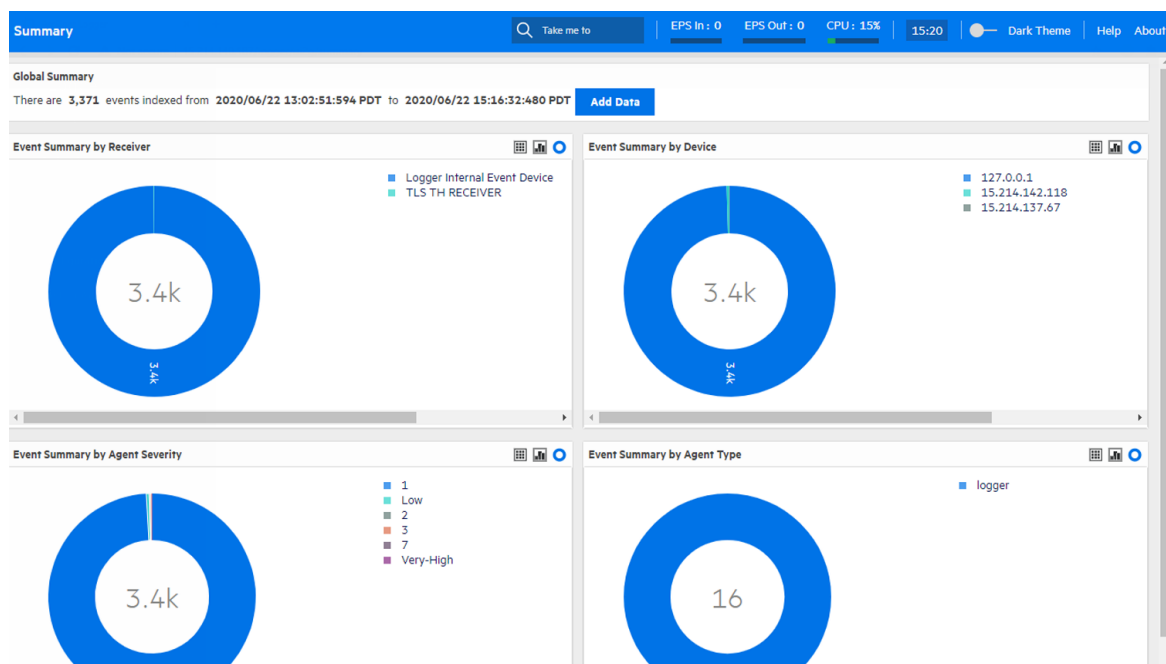 Summary
Take me to
EPS In : 0
EPS Out : 0
CPU : 15%
15:20
Dark Theme
Help
About
Global Summary
There are 3,371 events indexed from 2020/06/22 13:02:51:594 PDT to 2020/06/22 15:16:32:480 PDT
Add Data
Event Summary by Receiver
Logger Internal Event Device
TLS TH RECEIVER
3.4k
3.4k
Event Summary by Device
127.0.0.1
15.214.142.118
15.214.137.67
3.4k
3.4k
Event Summary by Agent Severity
1
Low
2
3
7
Very-High
3.4k
Event Summary by Agent Type
logger
16